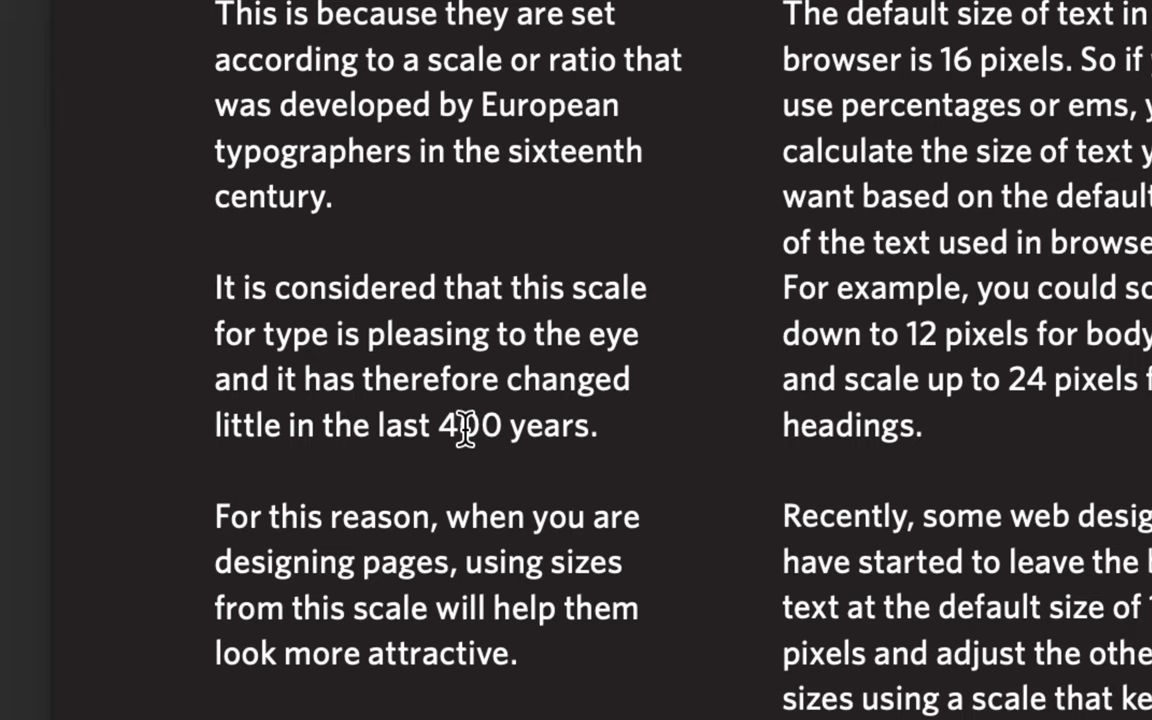 This is because they are set
according to a scale or ratio that
was developed by European
typographers in the sixteenth
century.
It is considered that this scale
for type is pleasing to the eye
and it has therefore changed
little in the last 400 years.
For this reason, when you are
designing pages, using sizes
from this scale will help them
look more attractive.
The default size of text in
browser is 16 pixels. So if
use percentages or ems,
calculate the size of text
want based on the default
of the text used in
For example, you could
down to 12 pixels for body
and scale up to 24 pixels
headings.
Recently, some web
have started to leave the
text at the default size of
pixels and adjust the
sizes using a scale that